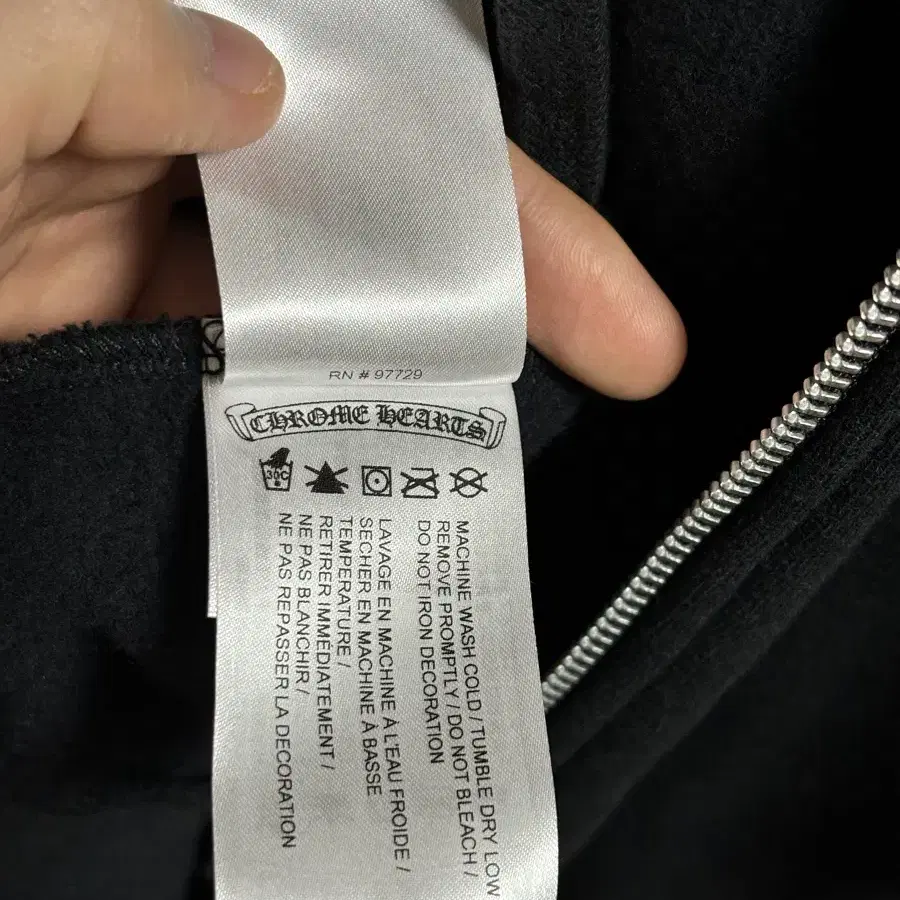 RN # 97729
CHROME HEARTS
30C
MACHINE WASH COLD / TUMBLE DRY LOW
REMOVE PROMPTLY / DO NOT BLEACH /
DO NOT IRON DECORATION
LAVAGE EN MACHINE À L'EAU FROIDE /
SECHER EN MACHINE À BASSE
TEMPERATURE /
RETIRER IMMÉDIATEMENT /
NE PAS BLANCHIR /
NE PAS REPASSER LA DECORATION